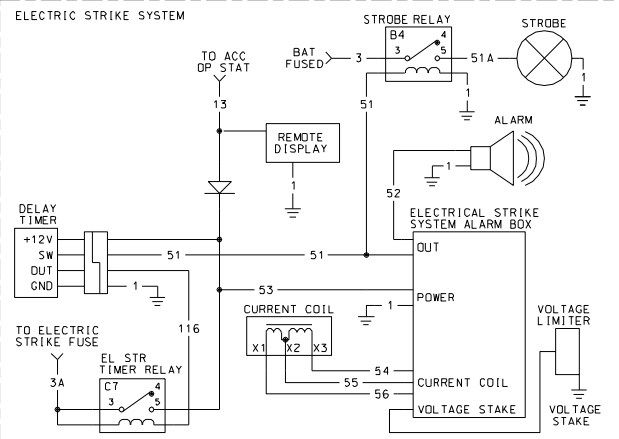 ELECTRIC STRIKE SYSTEM
STROBE RELAY
STROBE
B4
4
3
5
BAT
FUSED
3
51A
1
1
TO ACC
OP STAT
13
51
ALARM
REMOTE
DISPLAY
1
1
52
DELAY
TIMER
+12V
SW
OUT
GND
51
51
1
ELECTRICAL STRIKE
SYSTEM ALARM BOX
OUT
POWER
CURRENT COIL
VOLTAGE STAKE
53
1
116
CURRENT COIL
X1
X2
X3
54
55
56
VOLTAGE
LIMITER
VOLTAGE
STAKE
TO ELECTRIC
STRIKE FUSE
3A
EL STR
TIMER RELAY
C7
4
3
5